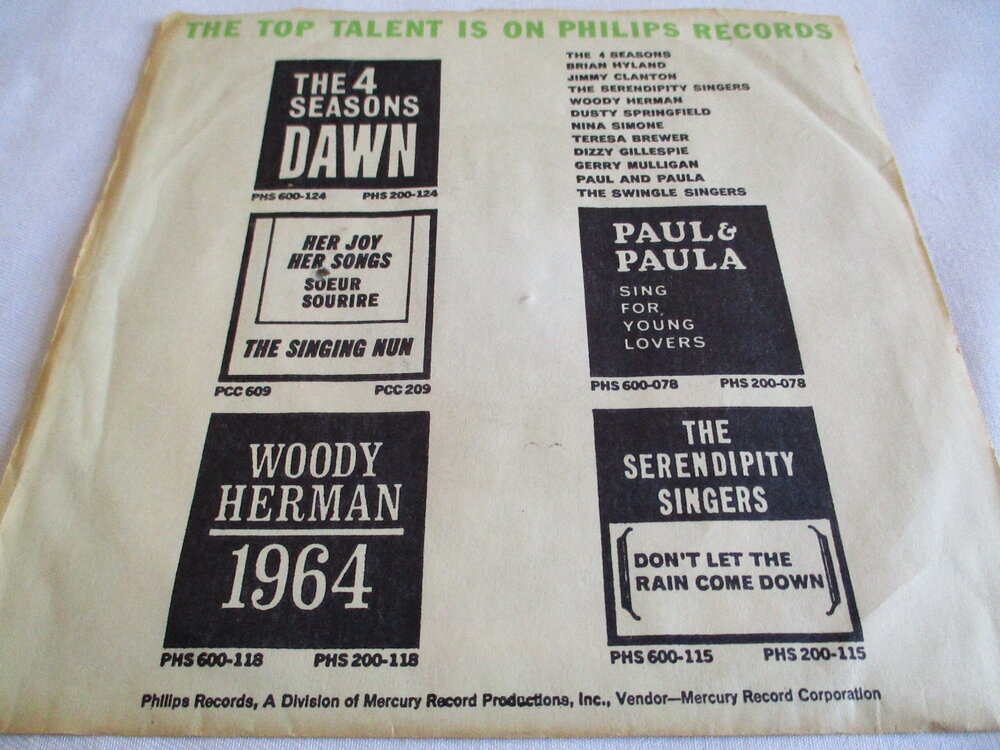 THE TOP TALENT IS ON PHILIPS RECORDS
THE 4
SEASONS
DAWN
PHS 600-124 PHS 200-124
THE 4 SEASONS
BRIAN HYLAND
JIMMY CLANTON
THE SERENDIPITY SINGERS
WOODY HERMAN
DUSTY SPRINGFIELD
NINA SIMONE
TERESA BREWER
DIZZY GILLESPIE
GERRY MULLIGAN
PAUL AND PAULA
THE SWINGLE SINGERS
HER JOY
HER SONGS
SOEUR
SOURIRE
THE SINGING NUN
PCC 609 PCC 209
PAUL &
PAULA
SING
FOR
YOUNG
LOVERS
PHS 600-078 PHS 200-078
WOODY
HERMAN
1964
PHS 600-118 PHS 200-118
THE
SERENDIPITY
SINGERS
DON'T LET THE
RAIN COME DOWN
PHS 600-115 PHS 200-115
Philips Records, A Division of Mercury Record Productions, Inc., Vendor—Mercury Record Corporation